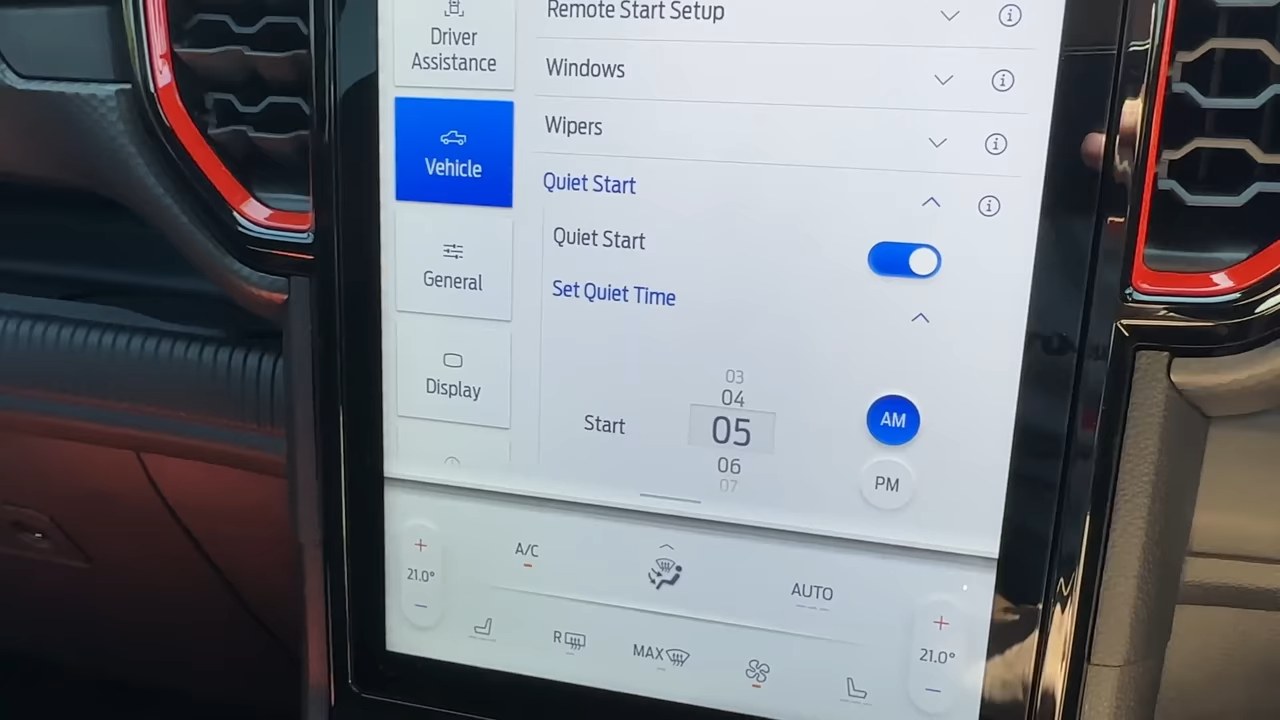 Driver
Assistance
Vehicle
General
Display
Remote Start Setup
Windows
Wipers
Quiet Start
Quiet Start
Set Quiet Time
03
04
Start
05
06
07
AM
PM
+
21.0°
−
A/C
AUTO
R
MAX
+
21.0°
−